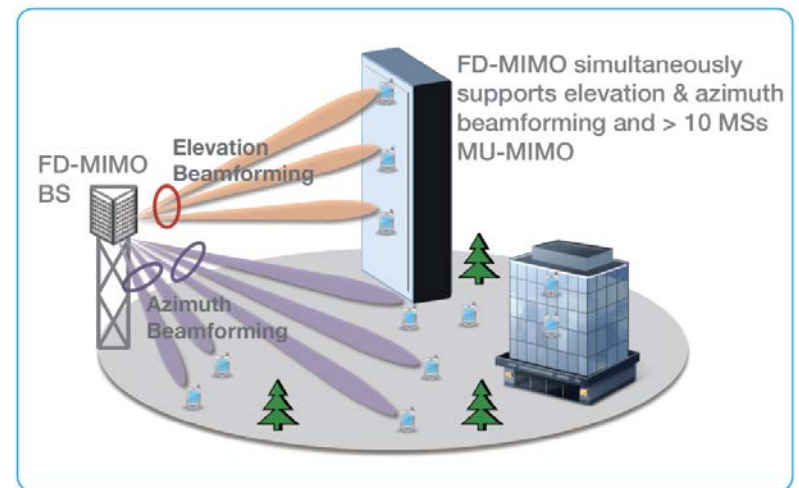 FD-MIMO simultaneously
supports elevation & azimuth
beamforming and > 10 MSs
MU-MIMO
Elevation
Beamforming
FD-MIMO
BS
Azimuth
Beamforming